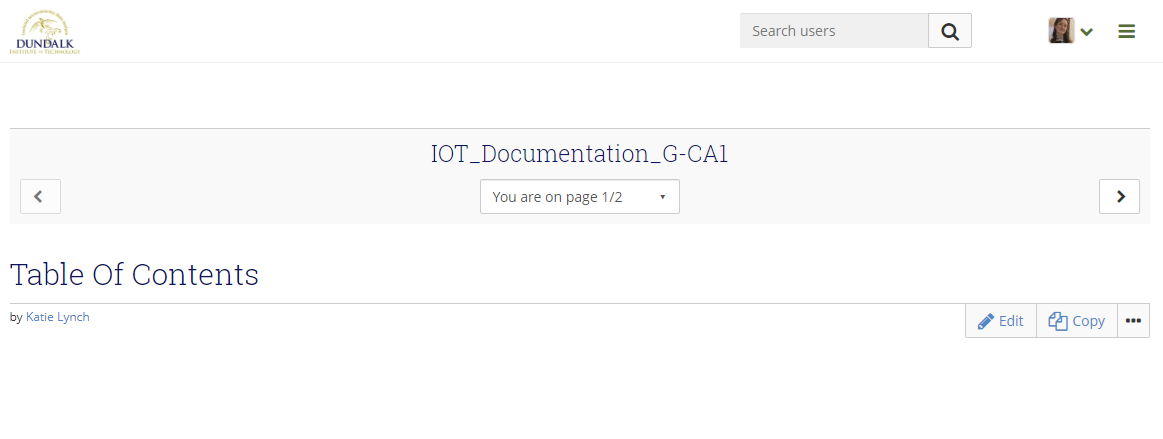 DUNDALK
INSTITUTE OF TECHNOLOGY
Search users
IOT_Documentation_G-CA1
You are on page 1/2
Table Of Contents
by Katie Lynch
Edit
Copy